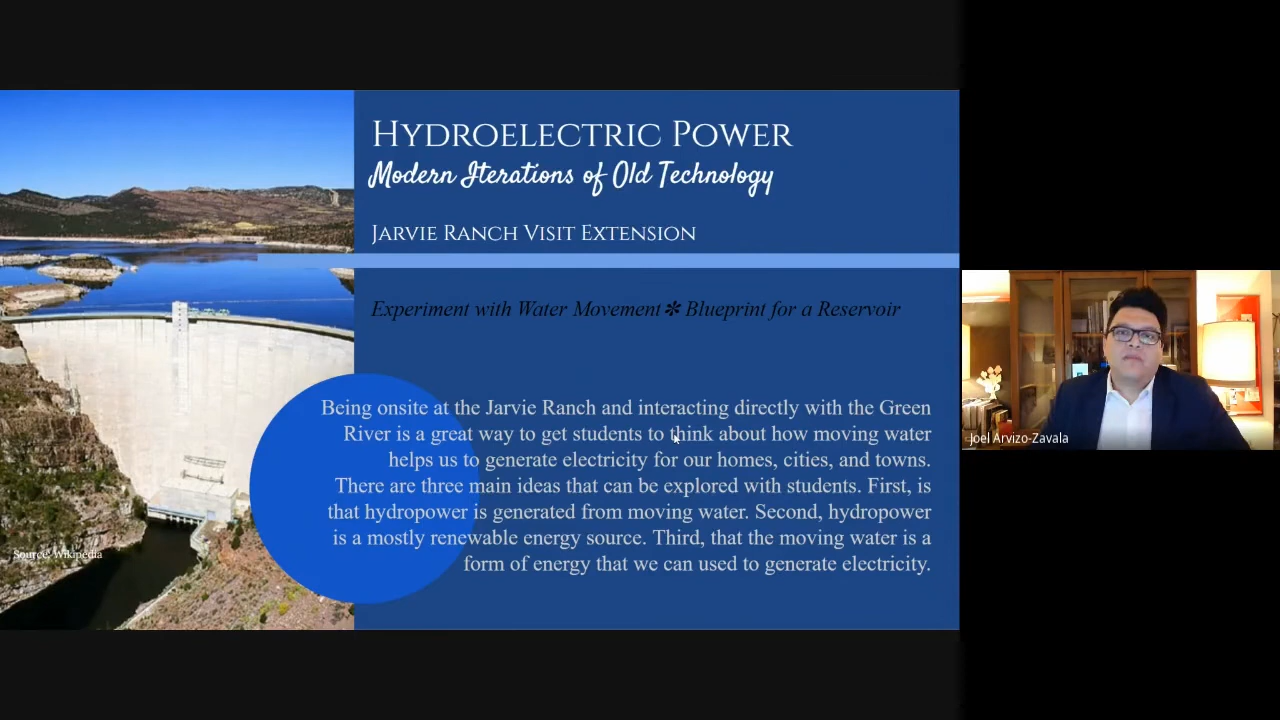 Hydroelectric Power
Modern Iterations of Old Technology
Jarvie Ranch Visit Extension
Experiment with Water Movement✻Blueprint for a Reservoir
Being onsite at the Jarvie Ranch and interacting directly with the Green
River is a great way to get students to think about how moving water
helps us to generate electricity for our homes, cities, and towns.
There are three main ideas that can be explored with students. First, is
that hydropower is generated from moving water. Second, hydropower
is a mostly renewable energy source. Third, that the moving water is a
form of energy that we can used to generate electricity.
Source: Wikipedia
Joel Arvizo-Zavala